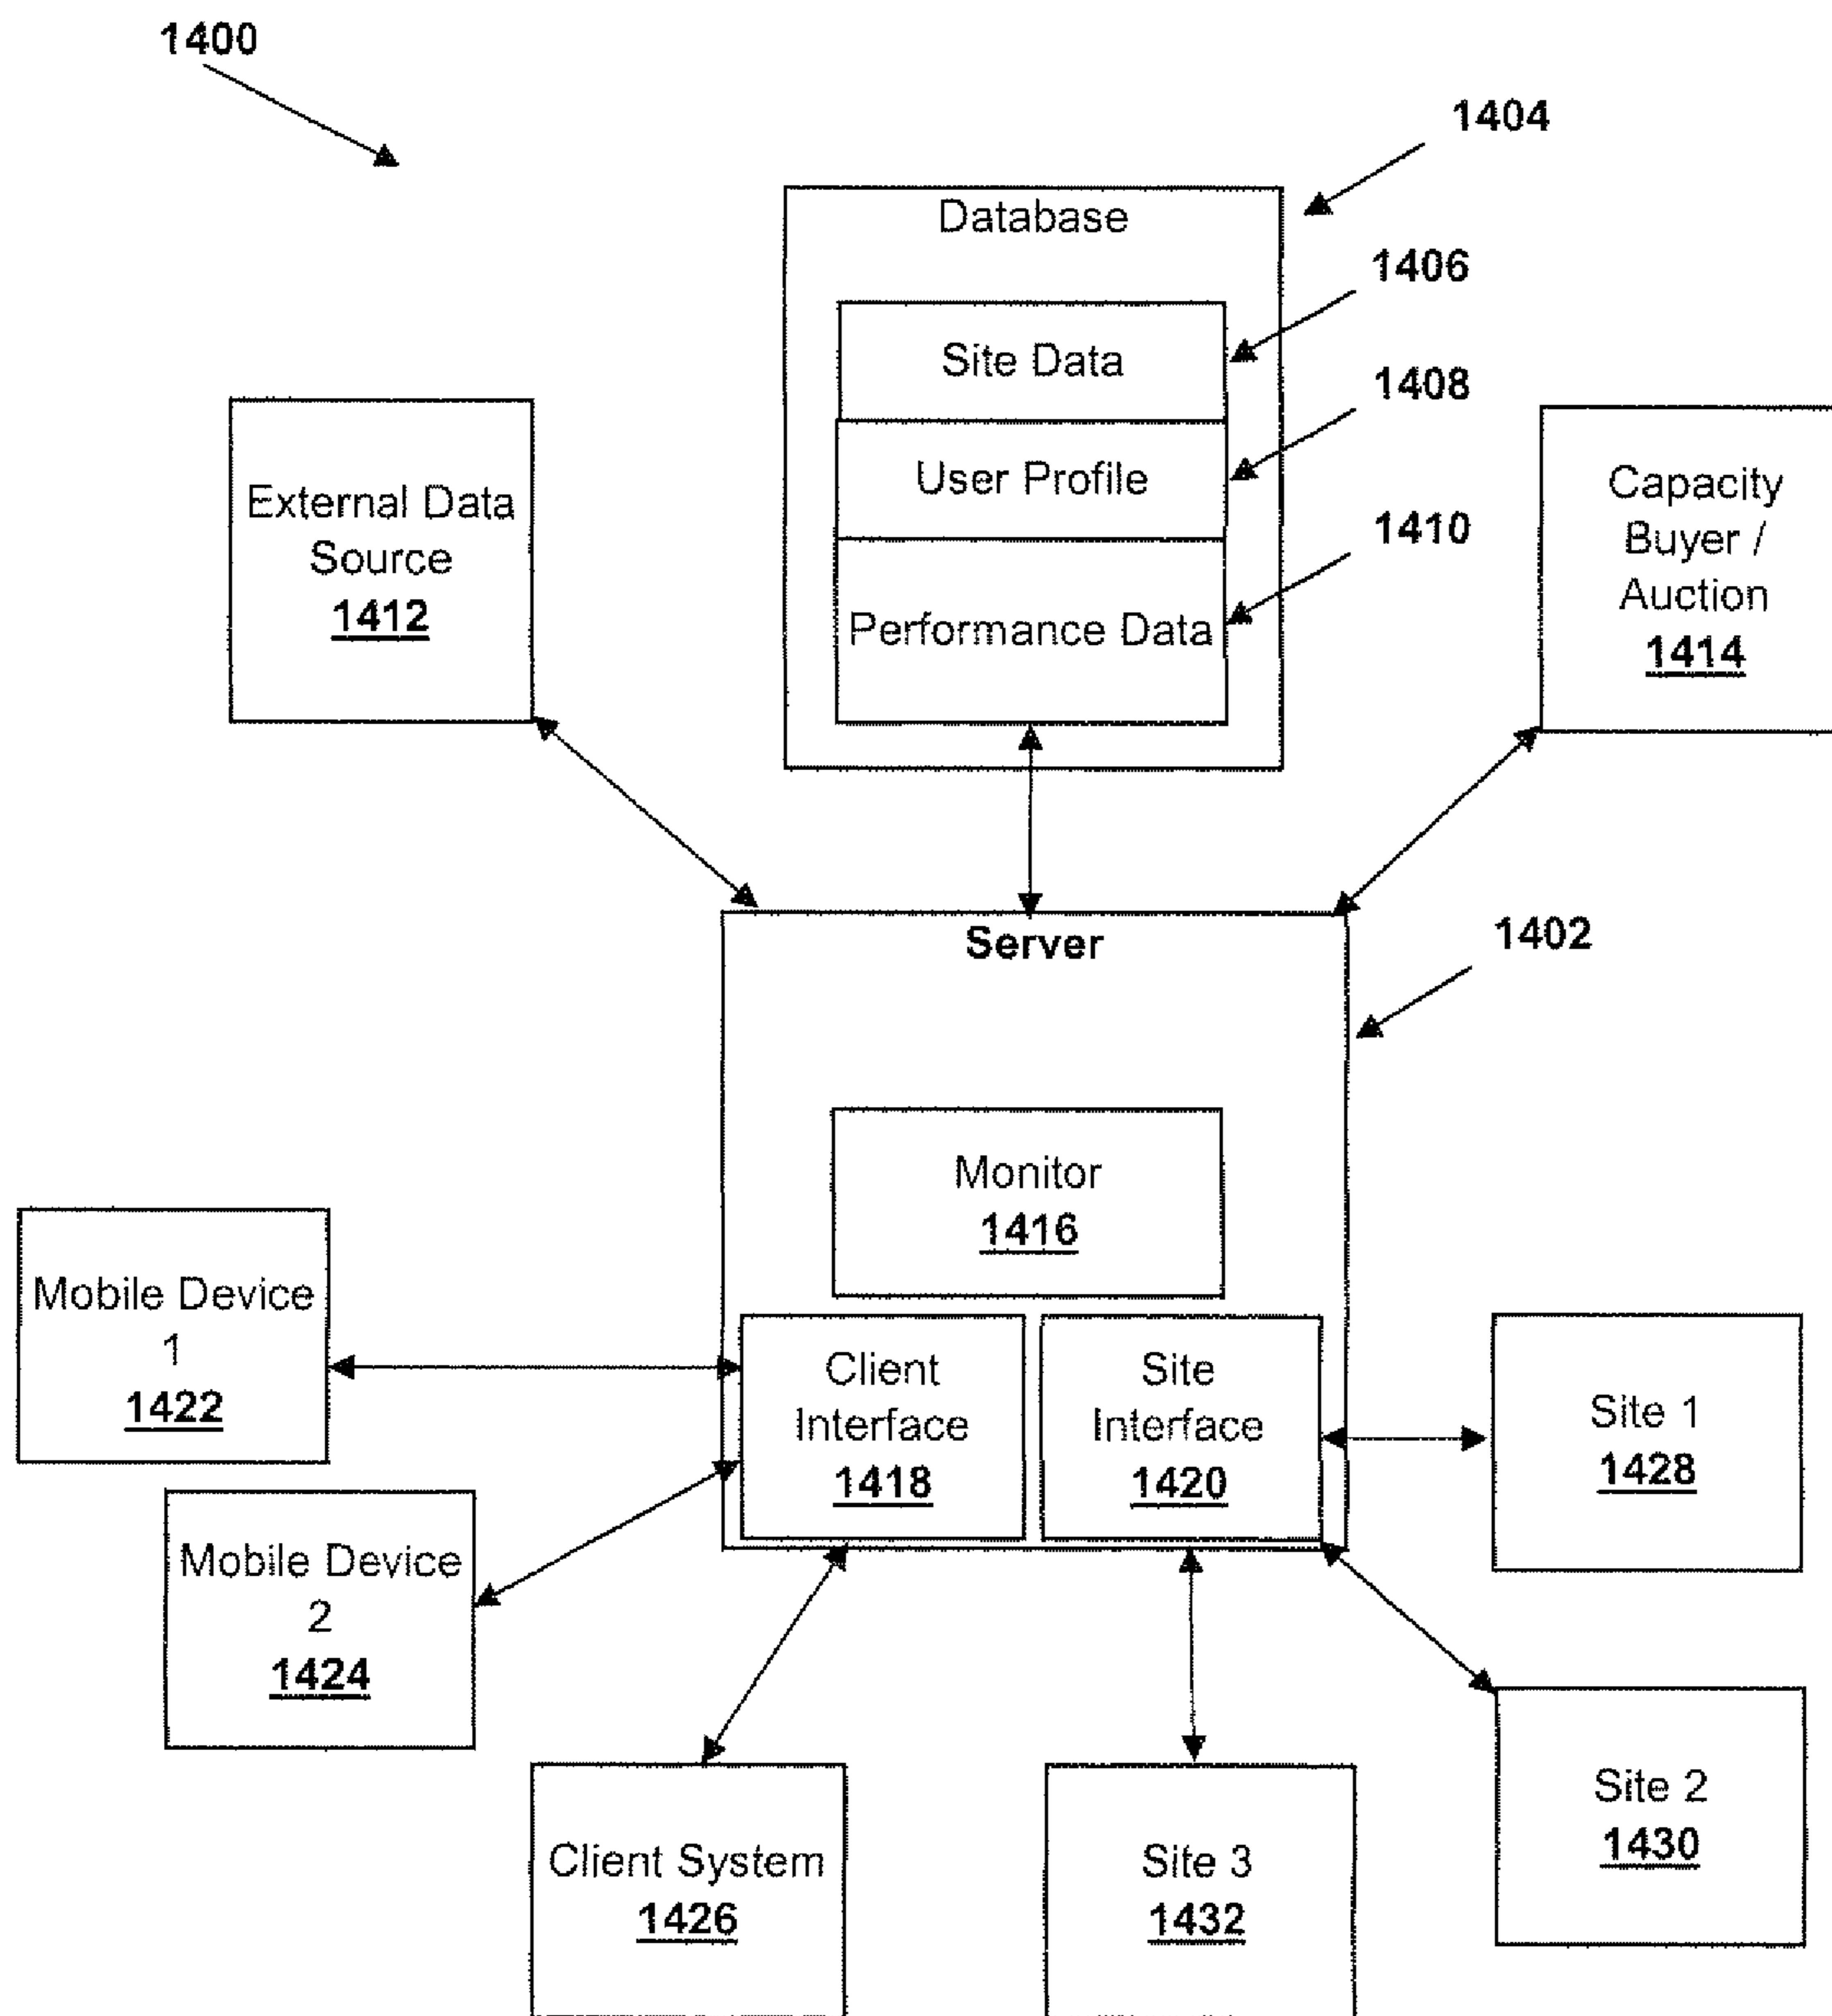 1400
1404
Database
1406
Site Data
1408
User Profile
1410
Performance Data
External Data
Source
1412
Capacity
Buyer /
Auction
1414
Server
1402
Monitor
1416
Mobile Device
1
1422
Client
Interface
1418
Site
Interface
1420
Site 1
1428
Mobile Device
2
1424
Site 2
1430
Client System
1426
Site 3
1432